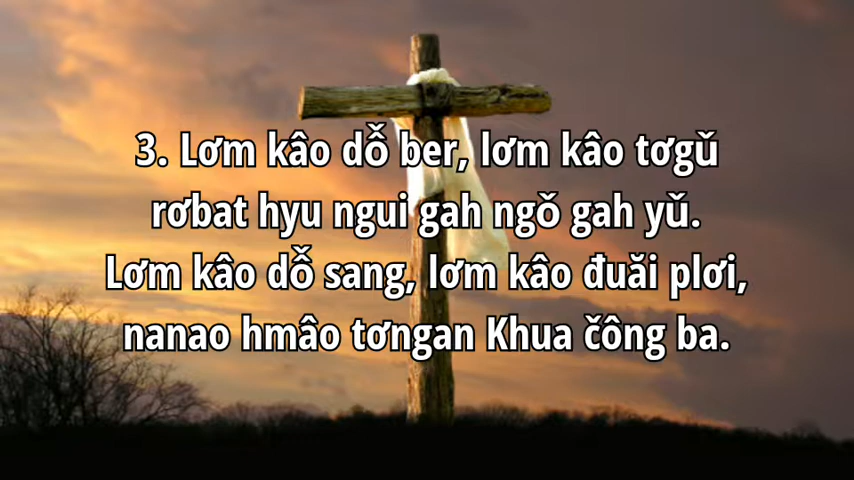 3. Lơm kâo dỗ̆ ber, lơm kâo tơgŭ
rơbat hyu ngui gah ngǒ gah yŭ.
Lơm kâo dỗ̆ sang, lơm kâo đuăi plơi,
nanao hmâo tơngan Khua čông ba.